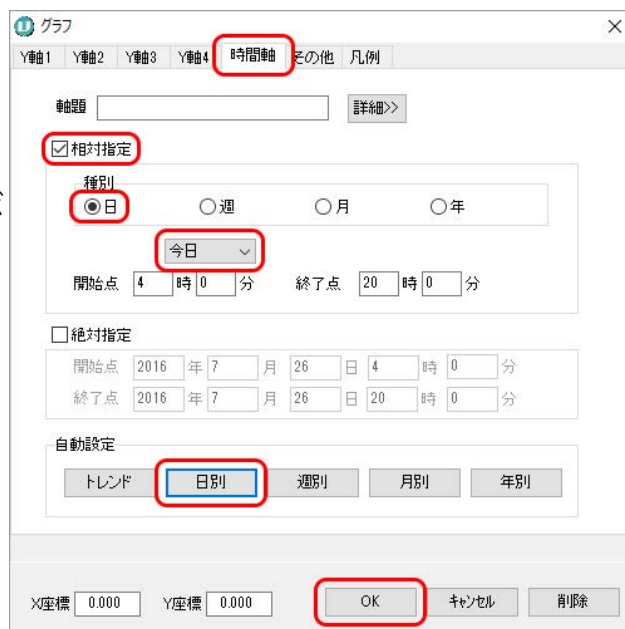 グラフ
Y軸1 Y軸2 Y軸3 Y軸4 時間軸 その他 凡例
軸題 詳細>>
相対指定
種別
日 週 月 年
今日
開始点 4 時 0 分 終了点 20 時 0 分
絶対指定
開始点 2016 年 7 月 26 日 4 時 0 分
終了点 2016 年 7 月 26 日 20 時 0 分
自動設定
トレンド 日別 週別 月別 年別
X座標 0.000 Y座標 0.000 OK キャンセル 削除